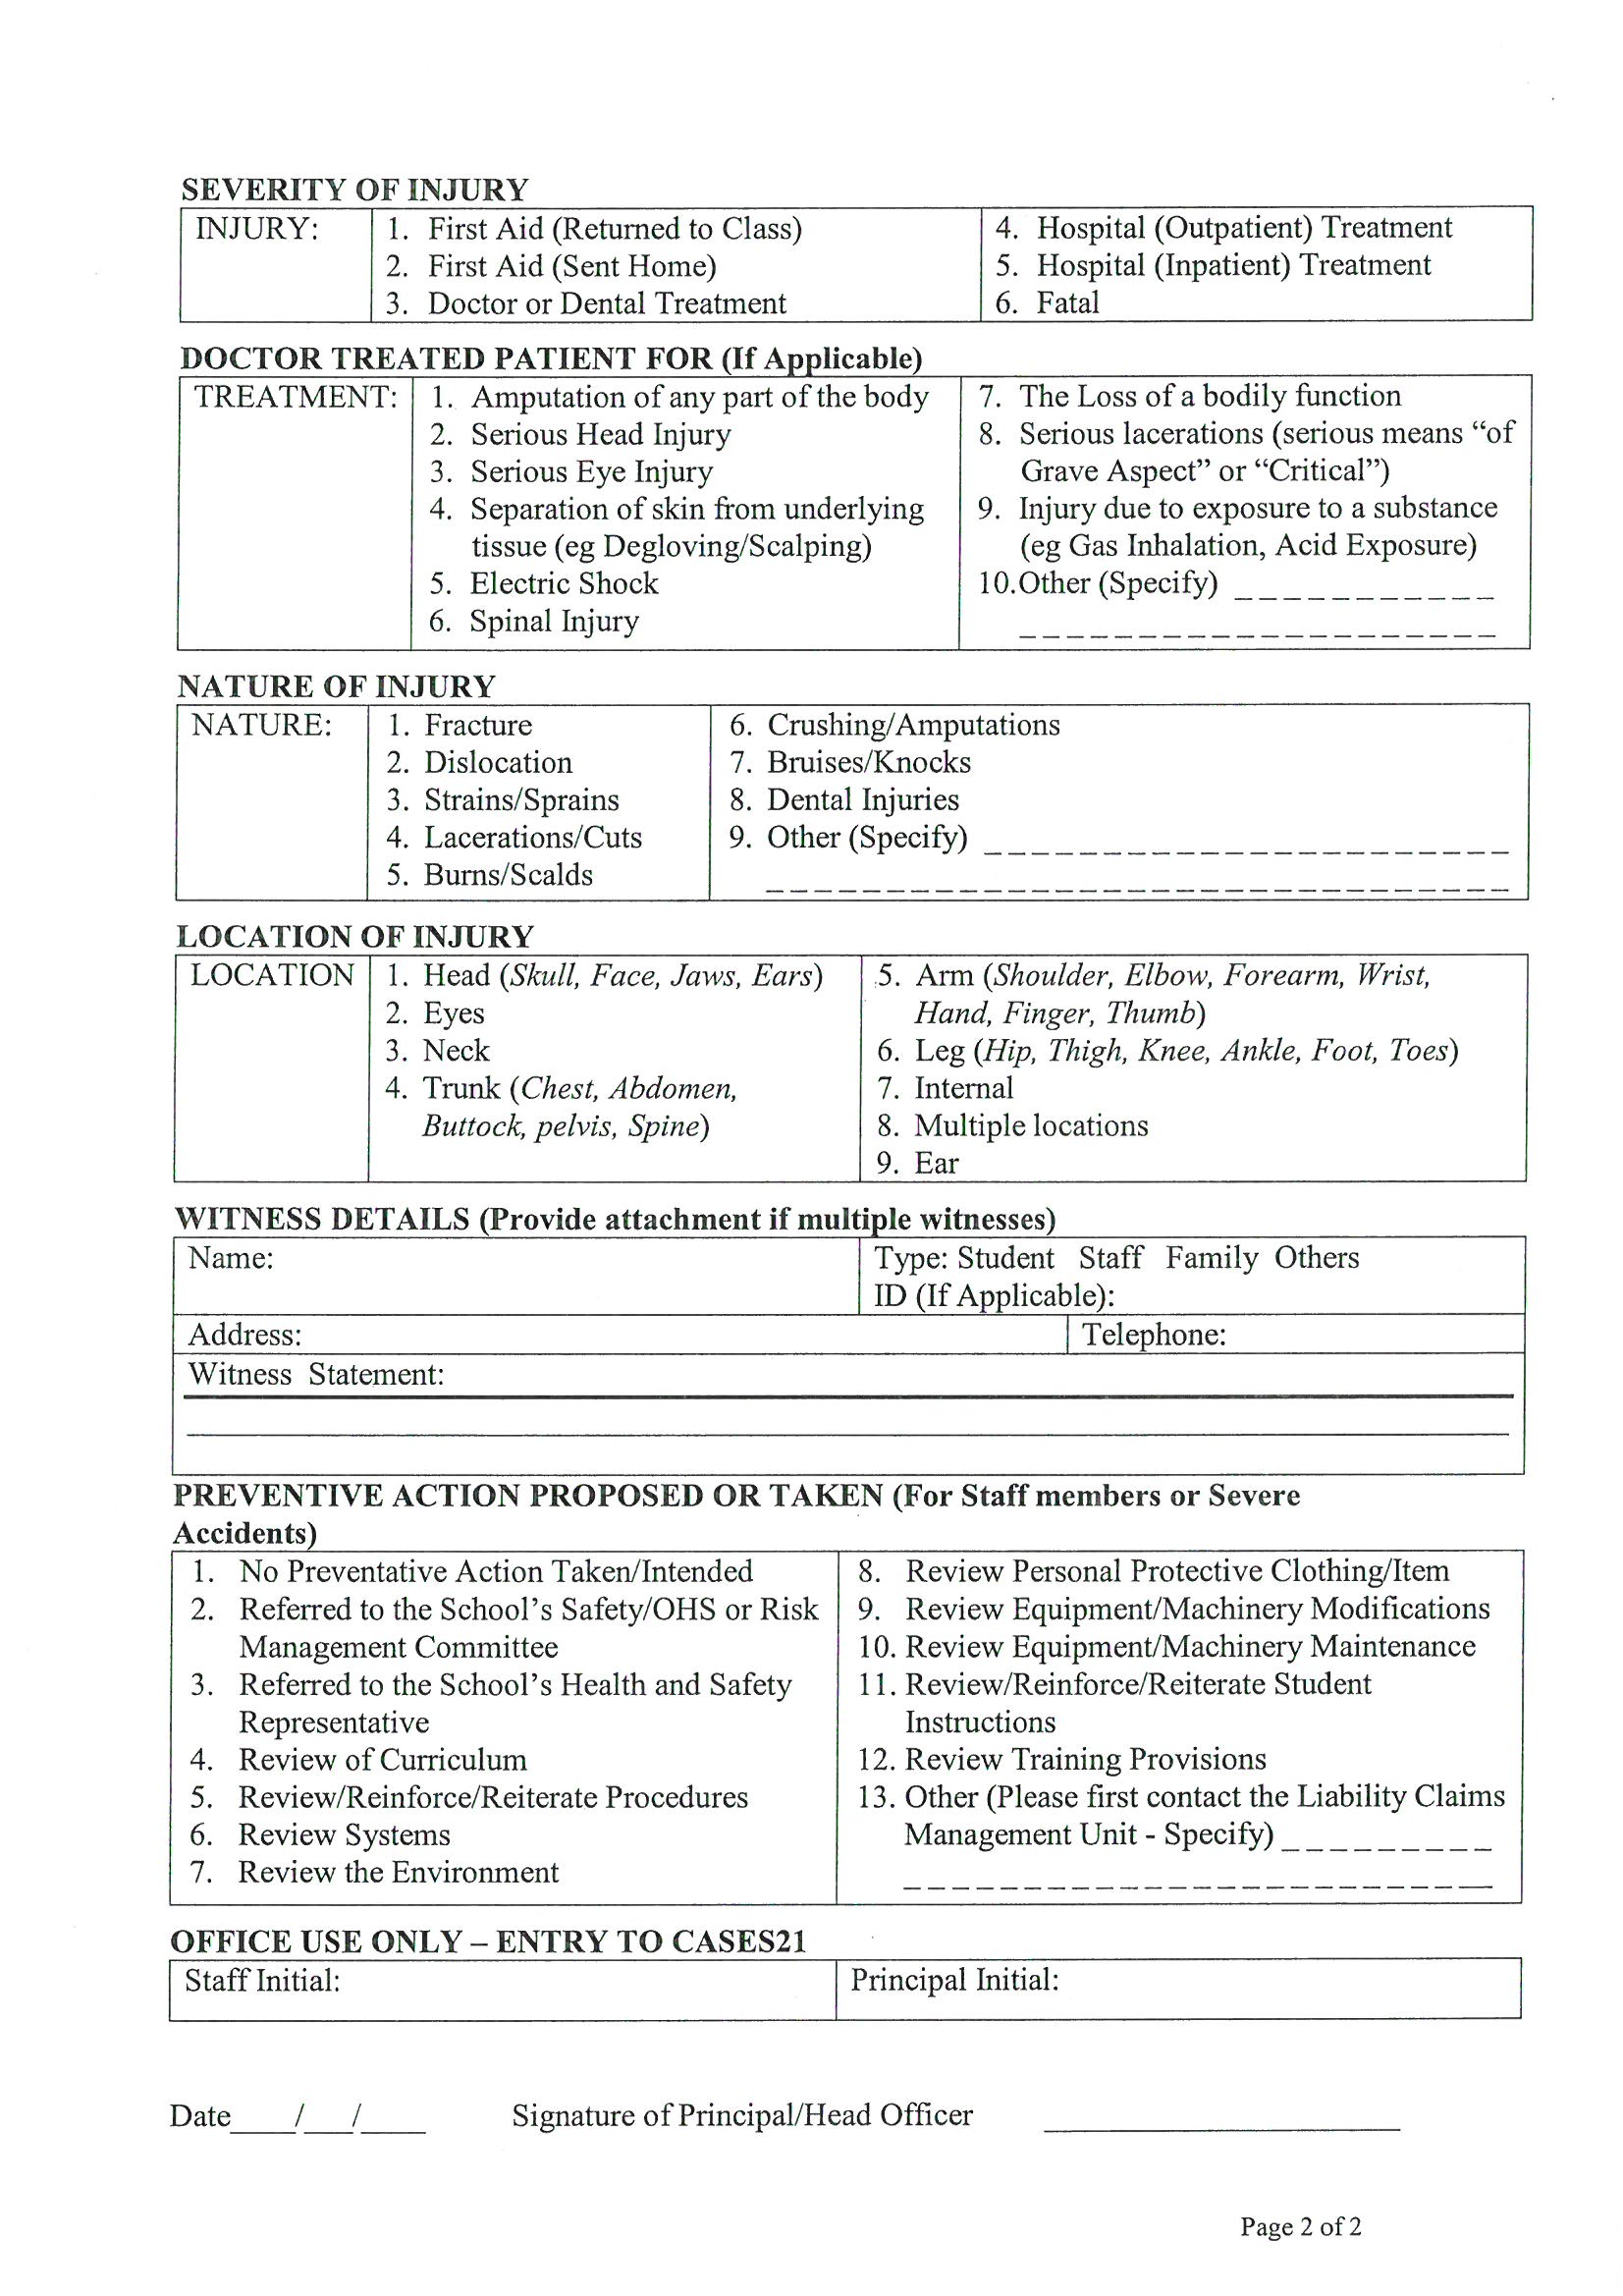 SEVERITY OF INJURY
INJURY:
1. First Aid (Returned to Class)
2. First Aid (Sent Home)
3. Doctor or Dental Treatment
4. Hospital (Outpatient) Treatment
5. Hospital (Inpatient) Treatment
6. Fatal
DOCTOR TREATED PATIENT FOR (If Applicable)
TREATMENT:
1. Amputation of any part of the body
2. Serious Head Injury
3. Serious Eye Injury
4. Separation of skin from underlying
tissue (eg Degloving/Scalping)
5. Electric Shock
6. Spinal Injury
7. The Loss of a bodily function
8. Serious lacerations (serious means “of
Grave Aspect” or “Critical”)
9. Injury due to exposure to a substance
(eg Gas Inhalation, Acid Exposure)
10.Other (Specify) ___________
____________________
NATURE OF INJURY
NATURE:
1. Fracture
2. Dislocation
3. Strains/Sprains
4. Lacerations/Cuts
5. Burns/Scalds
6. Crushing/Amputations
7. Bruises/Knocks
8. Dental Injuries
9. Other (Specify) ______________________
_______________________________
LOCATION OF INJURY
LOCATION
1. Head (Skull, Face, Jaws, Ears)
2. Eyes
3. Neck
4. Trunk (Chest, Abdomen,
Buttock, pelvis, Spine)
5. Arm (Shoulder, Elbow, Forearm, Wrist,
Hand, Finger, Thumb)
6. Leg (Hip, Thigh, Knee, Ankle, Foot, Toes)
7. Internal
8. Multiple locations
9. Ear
WITNESS DETAILS (Provide attachment if multiple witnesses)
Name:
Type: Student Staff Family Others
ID (If Applicable):
Address:
Telephone:
Witness Statement:
PREVENTIVE ACTION PROPOSED OR TAKEN (For Staff members or Severe
Accidents)
1. No Preventative Action Taken/Intended
2. Referred to the School’s Safety/OHS or Risk
Management Committee
3. Referred to the School’s Health and Safety
Representative
4. Review of Curriculum
5. Review/Reinforce/Reiterate Procedures
6. Review Systems
7. Review the Environment
8. Review Personal Protective Clothing/Item
9. Review Equipment/Machinery Modifications
10. Review Equipment/Machinery Maintenance
11. Review/Reinforce/Reiterate Student
Instructions
12. Review Training Provisions
13. Other (Please first contact the Liability Claims
Management Unit - Specify) _________
_________________________
OFFICE USE ONLY – ENTRY TO CASES21
Staff Initial:
Principal Initial:
Date____/___/____ Signature of Principal/Head Officer ____________________
Page 2 of 2